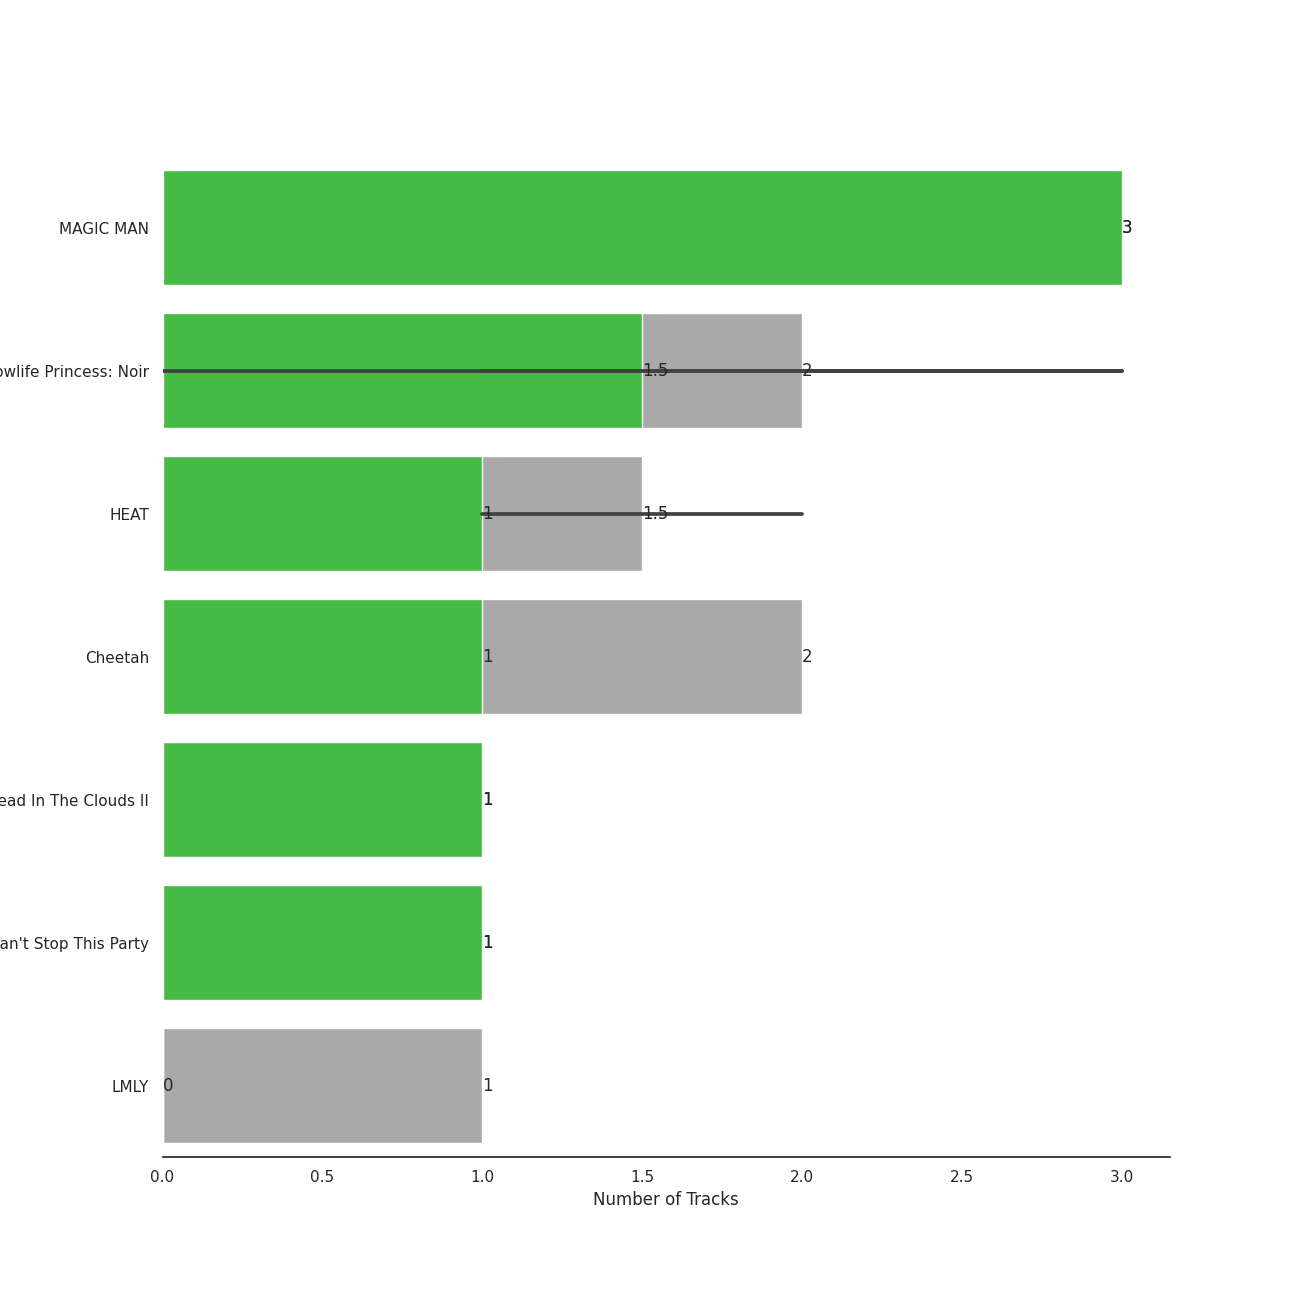 MAGIC MAN 3
owlife Princess: Noir 1.5 2
HEAT 1 1.5
Cheetah 1 2
ead In The Clouds II 1
an't Stop This Party 1
LMLY 0 1
0.0 0.5 1.0 1.5 2.0 2.5 3.0
Number of Tracks